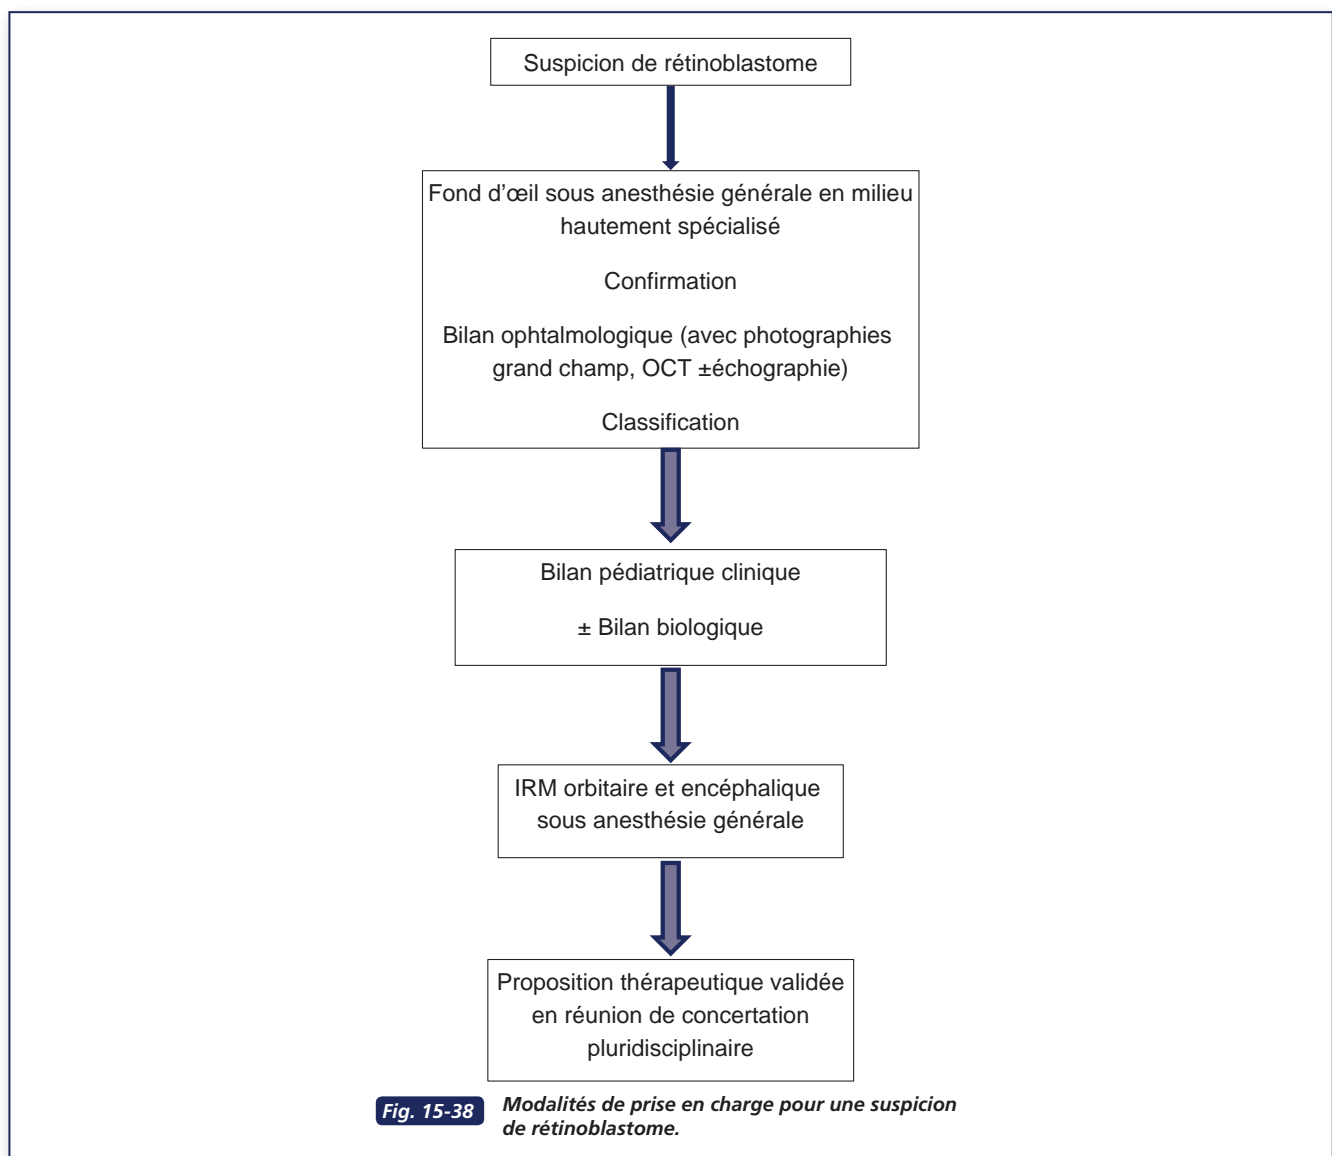 Suspicion de rétinoblastome
Fond d'œil sous anesthésie générale en milieu
hautement spécialisé
Confirmation
Bilan ophtalmologique (avec photographies
grand champ, OCT ±échographie)
Classification
Bilan pédiatrique clinique
± Bilan biologique
IRM orbitaire et encéphalique
sous anesthésie générale
Proposition thérapeutique validée
en réunion de concertation
pluridisciplinaire
Fig. 15-38 Modalités de prise en charge pour une suspicion
de rétinoblastome.